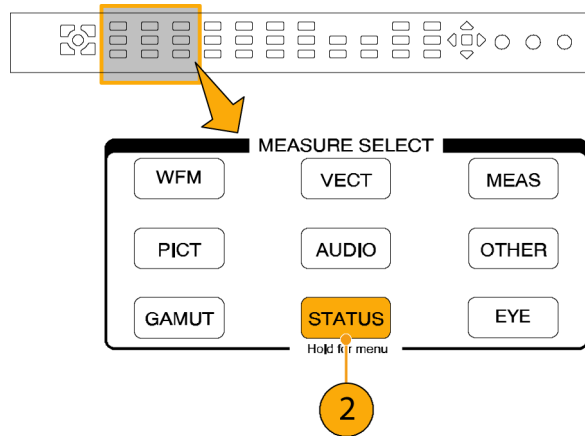 MEASURE SELECT
WFM VECT MEAS
PICT AUDIO OTHER
GAMUT STATUS EYE
Hold for menu
2